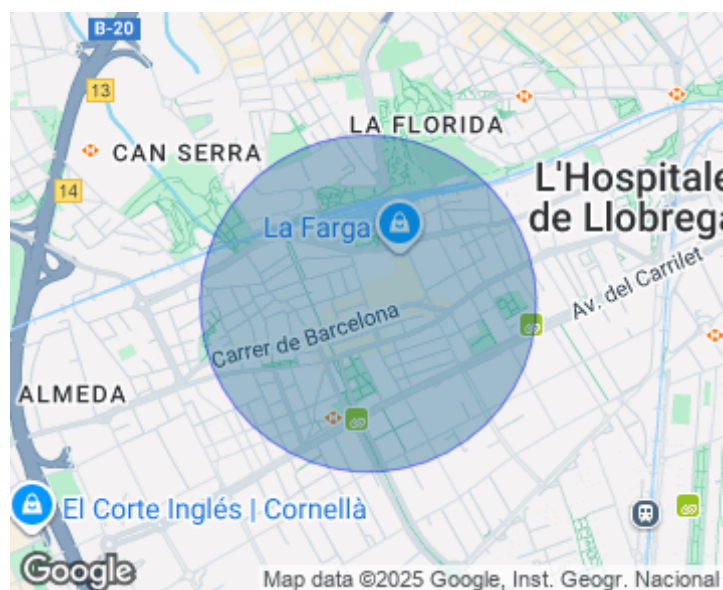 B-20
13
LA FLORIDA
CAN SERRA
14
L'Hospitale
de Llobrega
La Farga
Av. del Carrilet
Carrer de Barcelona
ALMEDA
El Corte Inglés | Cornellà
Google
Map data ©2025 Google, Inst. Geogr. Nacional